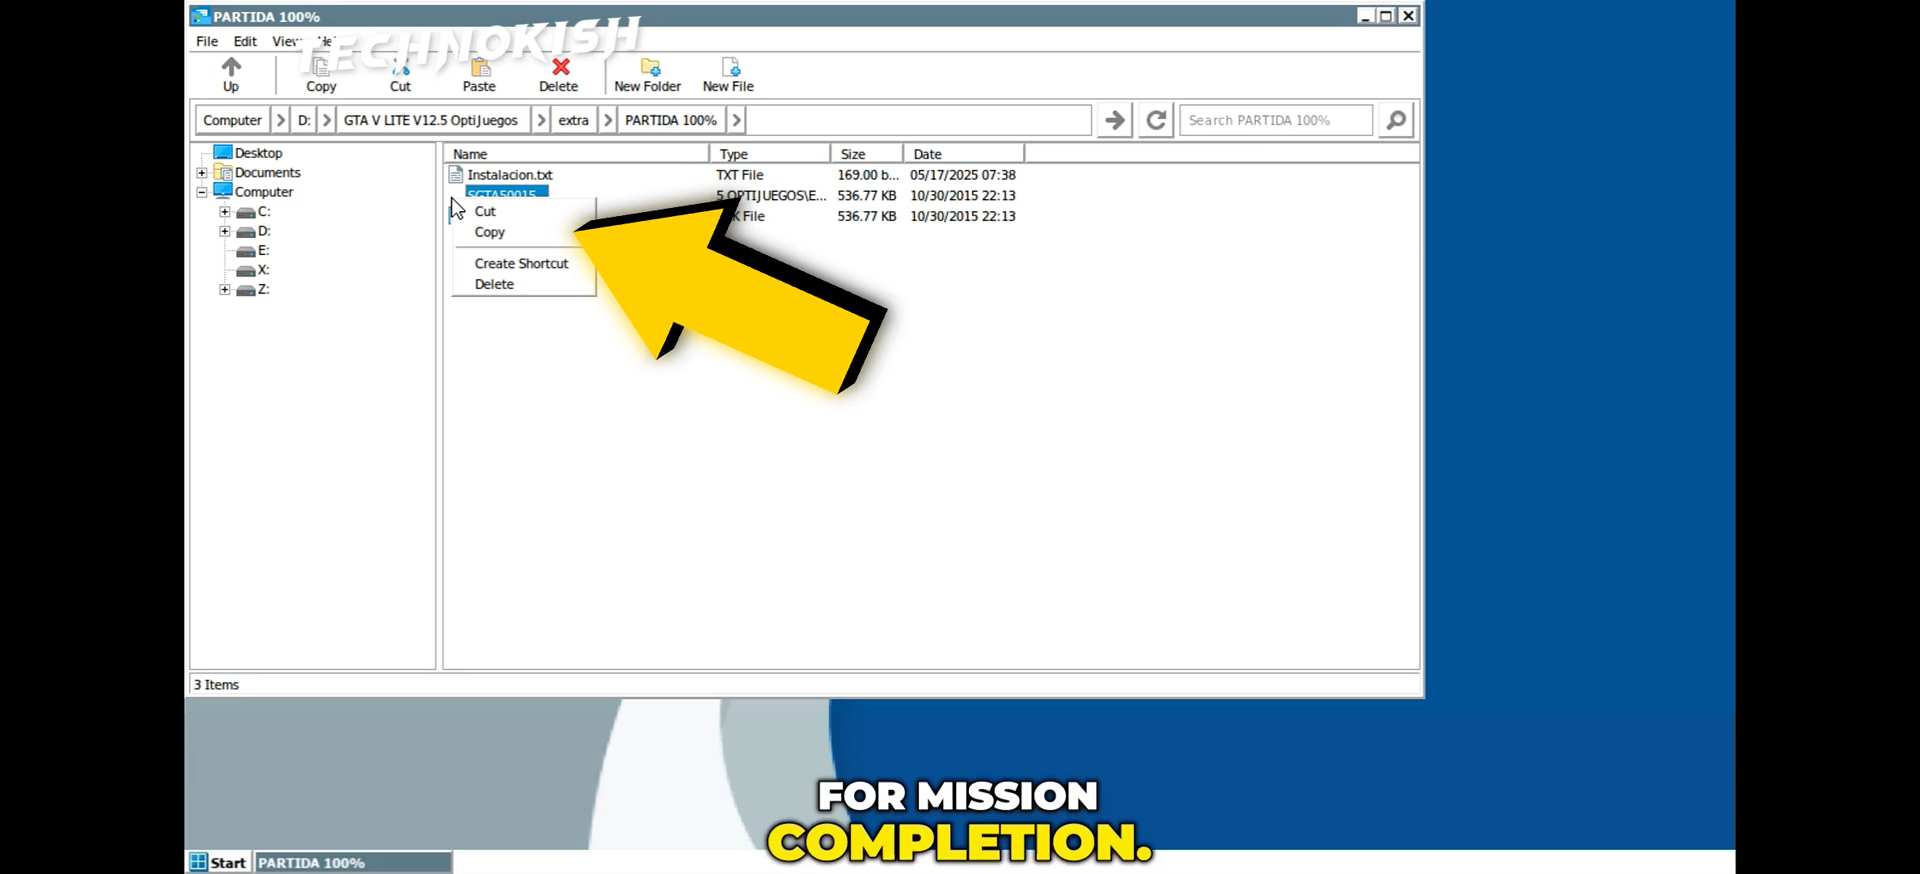 PARTIDA 100%
File Edit View
TECHNOKISH
Up Copy Cut Paste Delete New Folder New File
Computer D: GTA V LITE V12.5 OptiJuegos extra PARTIDA 100% Search PARTIDA 100%
Desktop
Documents
Computer
C:
D:
E:
X:
Z:
Name Type Size Date
Instalacion.txt TXT File 169.00 b... 05/17/2025 07:38
SGTA50015 5 OPTIJUEGOS\E... 536.77 KB 10/30/2015 22:13
File 536.77 KB 10/30/2015 22:13
Cut
Copy
Create Shortcut
Delete
3 Items
FOR MISSION
COMPLETION.
Start PARTIDA 100%